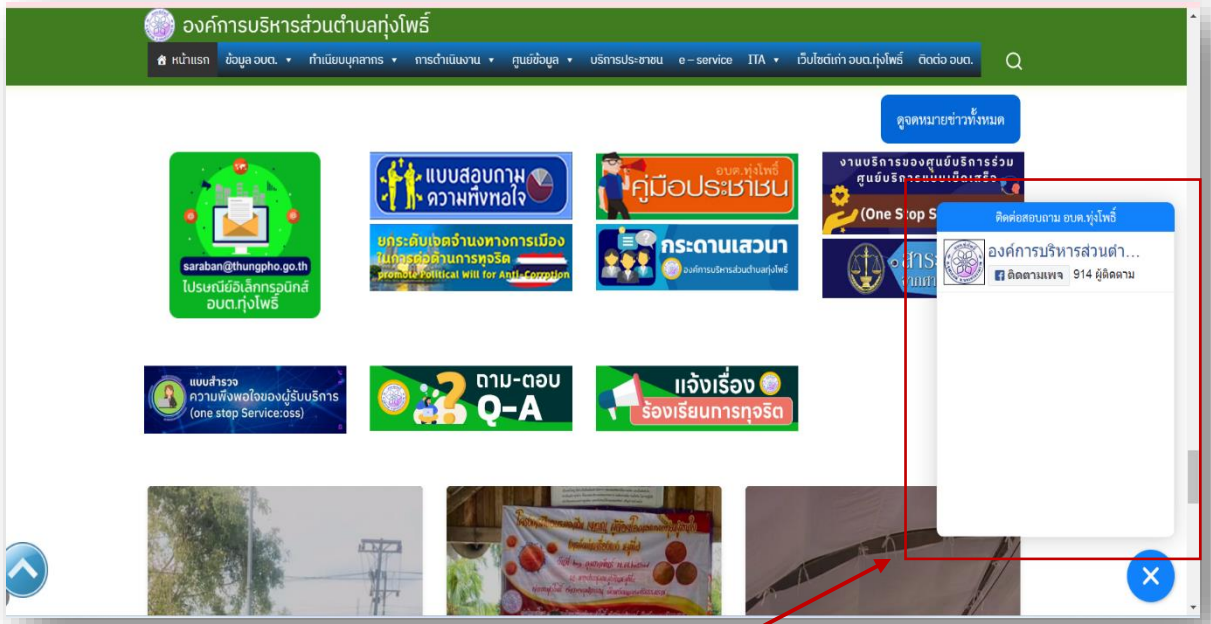 องค์การบริหารส่วนตำบลทุ่งโพธิ์
หน้าแรก ข้อมูล อบต. ทำเนียบบุคลากร การดำเนินงาน ศูนย์ข้อมูล บริการประชาชน e – service ITA เว็บไซต์เก่า อบต.ทุ่งโพธิ์ ติดต่อ อบต.
ดูจดหมายข่าวทั้งหมด
saraban@thungpho.go.th
ไปรษณีย์อิเล็กทรอนิกส์
อบต.ทุ่งโพธิ์
แบบสอบถาม
ความพึงพอใจ
อบต.ทุ่งโพธิ์
คู่มือประชาชน
งานบริการของศูนย์บริการร่วม
ศูนย์บริการแบบเบ็ดเสร็จ
(One Stop S
ยกระดับเจตจำนงทางการเมือง
ในการต่อต้านการทุจริต
promote Political Will for Anti-Corrption
กระดานเสวนา
องค์การบริหารส่วนตำบลทุ่งโพธิ์
สาระ
ติดต่อสอบถาม อบต.ทุ่งโพธิ์
องค์การบริหารส่วนตำ...
ติดตามเพจ 914 ผู้ติดตาม
แบบสำรวจ
ความพึงพอใจของผู้รับบริการ
(one stop Service:oss)
ถาม-ตอบ
Q-A
แจ้งเรื่อง
ร้องเรียนการทุจริต